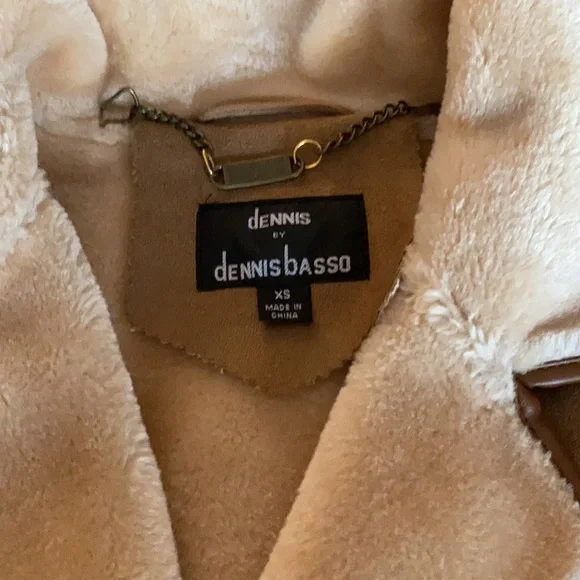 dENNIS
BY
dENNISbASSO
XS
MADE IN
CHINA